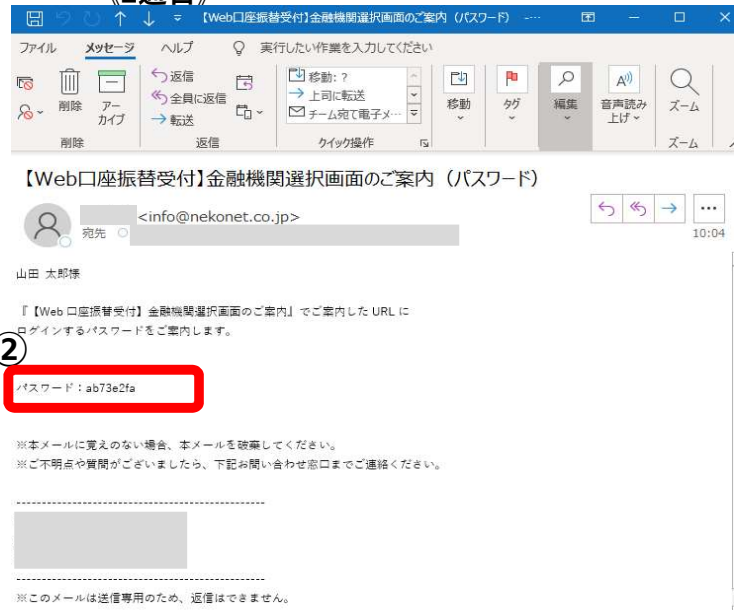 《2通目》
【Web口座振替受付】金融機関選択画面のご案内（パスワード） -…
ファイル メッセージ ヘルプ 実行したい作業を入力してください
削除 アーカイブ
返信
全員に返信
転送
移動: ?
上司に転送
チーム宛て電子メ…
移動 タグ 編集 音声読み上げ ズーム
削除 返信 クイック操作 ズーム
【Web口座振替受付】金融機関選択画面のご案内（パスワード）
<info@nekonet.co.jp>
宛先
10:04
山田 太郎様
『【Web 口座振替受付】金融機関選択画面のご案内』でご案内した URL に
ログインするパスワードをご案内します。
②
パスワード：ab73e2fa
※本メールに覚えのない場合、本メールを破棄してください。
※ご不明点や質問がございましたら、下記お問い合わせ窓口までご連絡ください。
------------------------------------------------
------------------------------------------------
※このメールは送信専用のため、返信はできません。